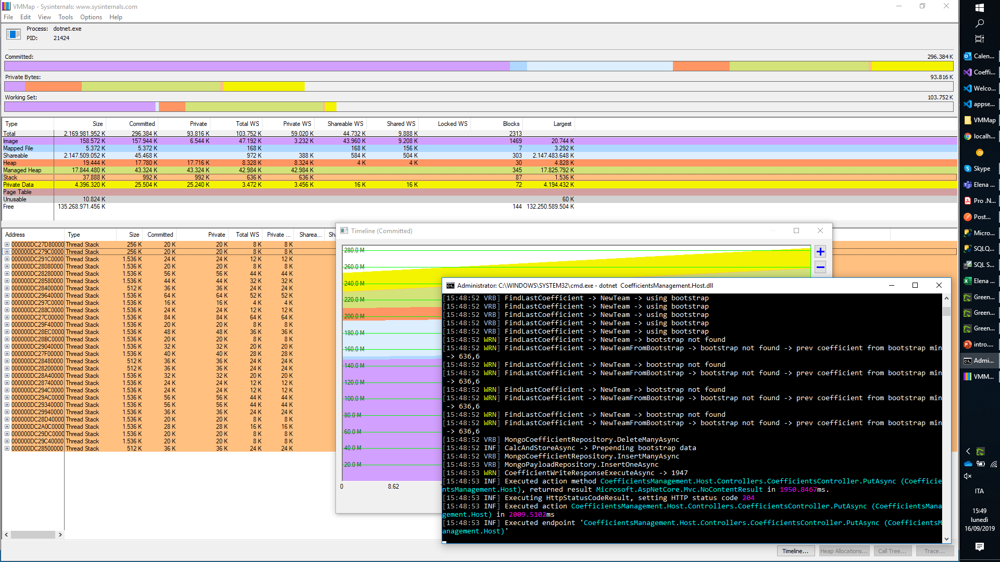 VMMap - Sysinternals: www.sysinternals.com
File Edit View Tools Options Help
Process: dotnet.exe
PID: 21424
Committed: 296.384 K
Private Bytes: 93.816 K
Working Set: 103.752 K
Type Size Committed Private Total WS Private WS Shareable WS Shared WS Locked WS Blocks Largest
Total 2.169.981.952 K 296.384 K 93.816 K 103.752 K 59.020 K 44.732 K 9.888 K 2313
Image 158.572 K 157.944 K 6.544 K 47.192 K 3.232 K 43.960 K 9.208 K 1469 20.744 K
Mapped File 5.372 K 5.372 K 168 K 168 K 156 K 7 3.292 K
Shareable 2.147.509.052 K 45.468 K 972 K 388 K 584 K 504 K 303 2.147.483.648 K
Heap 19.444 K 17.780 K 17.716 K 8.328 K 8.324 K 4 K 4 K 30 4.828 K
Managed Heap 17.844.480 K 43.324 K 43.324 K 42.984 K 42.984 K 345 17.825.792 K
Stack 37.888 K 992 K 992 K 636 K 636 K 87 1.536 K
Private Data 4.396.320 K 25.504 K 25.240 K 3.472 K 3.456 K 16 K 16 K 72 4.194.432 K
Page Table
Unusable 10.824 K 60 K
Free 135.268.971.456 K 144 132.250.589.504 K
Address Type Size Committed Private Total WS Private ... Sharea... Sh
000000DC27D80000 Thread Stack 256 K 20 K 20 K 8 K 8 K
000000DC279C0000 Thread Stack 256 K 20 K 20 K 8 K 8 K
000000DC291C0000 Thread Stack 1.536 K 24 K 24 K 12 K 12 K
000000DC28080000 Thread Stack 1.536 K 20 K 20 K 8 K 8 K
000000DC28280000 Thread Stack 1.536 K 56 K 56 K 44 K 44 K
000000DC28580000 Thread Stack 1.536 K 44 K 44 K 32 K 32 K
000000DC28400000 Thread Stack 512 K 36 K 36 K 24 K 24 K
000000DC29640000 Thread Stack 1.536 K 64 K 64 K 52 K 52 K
000000DC297C0000 Thread Stack 1.536 K 16 K 16 K 4 K 4 K
000000DC288C0000 Thread Stack 1.536 K 24 K 24 K 12 K 12 K
000000DC27C00000 Thread Stack 1.536 K 84 K 84 K 64 K 64 K
000000DC29F40000 Thread Stack 1.536 K 20 K 20 K 8 K 8 K
000000DC28EC0000 Thread Stack 1.536 K 48 K 48 K 36 K 36 K
000000DC28BC0000 Thread Stack 1.536 K 20 K 20 K 8 K 8 K
000000DC29040000 Thread Stack 1.536 K 32 K 32 K 20 K 20 K
000000DC27F00000 Thread Stack 1.536 K 40 K 40 K 28 K 28 K
000000DC28480000 Thread Stack 512 K 36 K 36 K 24 K 24 K
000000DC28200000 Thread Stack 512 K 36 K 36 K 24 K 24 K
000000DC28A40000 Thread Stack 1.536 K 32 K 32 K 20 K 20 K
000000DC28740000 Thread Stack 1.536 K 24 K 24 K 12 K 12 K
000000DC294C0000 Thread Stack 1.536 K 24 K 24 K 12 K 12 K
000000DC29AC0000 Thread Stack 1.536 K 56 K 56 K 44 K 44 K
000000DC29340000 Thread Stack 1.536 K 56 K 56 K 44 K 44 K
000000DC29940000 Thread Stack 1.536 K 36 K 36 K 24 K 24 K
000000DC28D40000 Thread Stack 1.536 K 20 K 20 K 8 K 8 K
000000DC2A0C0000 Thread Stack 1.536 K 28 K 28 K 16 K 16 K
000000DC29DC0000 Thread Stack 1.536 K 20 K 20 K 8 K 8 K
000000DC29C40000 Thread Stack 1.536 K 20 K 20 K 8 K 8 K
000000DC28500000 Thread Stack 512 K 36 K 36 K 24 K 24 K
Timeline (Committed)
280.0 M
260.0 M
240.0 M
220.0 M
200.0 M
180.0 M
160.0 M
140.0 M
120.0 M
100.0 M
80.0 M
60.0 M
40.0 M
20.0 M
0 8.62
Administrator: C:\WINDOWS\SYSTEM32\cmd.exe - dotnet CoefficientsManagement.Host.dll
[15:48:52 VRB] FindLastCoefficient -> NewTeam -> using bootstrap
[15:48:52 VRB] FindLastCoefficient -> NewTeam -> using bootstrap
[15:48:52 VRB] FindLastCoefficient -> NewTeam -> using bootstrap
[15:48:52 VRB] FindLastCoefficient -> NewTeam -> using bootstrap
[15:48:52 VRB] FindLastCoefficient -> NewTeam -> using bootstrap
[15:48:52 WRN] FindLastCoefficient -> NewTeam -> bootstrap not found
[15:48:52 WRN] FindLastCoefficient -> NewTeamFromBootstrap -> bootstrap not found -> prev coefficient from bootstrap min
-> 636,6
[15:48:52 WRN] FindLastCoefficient -> NewTeam -> bootstrap not found
[15:48:52 WRN] FindLastCoefficient -> NewTeamFromBootstrap -> bootstrap not found -> prev coefficient from bootstrap min
-> 636,6
[15:48:52 WRN] FindLastCoefficient -> NewTeam -> bootstrap not found
[15:48:52 WRN] FindLastCoefficient -> NewTeamFromBootstrap -> bootstrap not found -> prev coefficient from bootstrap min
-> 636,6
[15:48:52 WRN] FindLastCoefficient -> NewTeam -> bootstrap not found
[15:48:52 WRN] FindLastCoefficient -> NewTeamFromBootstrap -> bootstrap not found -> prev coefficient from bootstrap min
-> 636,6
[15:48:52 VRB] MongoCoefficientRepository.DeleteManyAsync
[15:48:52 INF] CalcAndStoreAsync -> Prepending bootstrap data
[15:48:52 VRB] MongoCoefficientRepository.InsertManyAsync
[15:48:53 VRB] MongoPayloadRepository.InsertOneAsync
[15:48:53 WRN] CoefficientWriteResponseExecuteAsync -> 1947
[15:48:53 INF] Executed action method CoefficientsManagement.Host.Controllers.CoefficientsController.PutAsync (Coefficie
ntsManagement.Host), returned result Microsoft.AspNetCore.Mvc.NoContentResult in 1950.8467ms.
[15:48:53 INF] Executing HttpStatusCodeResult, setting HTTP status code 204
[15:48:53 INF] Executed action CoefficientsManagement.Host.Controllers.CoefficientsController.PutAsync (CoefficientsMana
gement.Host) in 2009.5102ms
[15:48:53 INF] Executed endpoint 'CoefficientsManagement.Host.Controllers.CoefficientsController.PutAsync (CoefficientsM
anagement.Host)'
Timeline... Heap Allocations... Call Tree... Trace...
Calen...
Coeffi...
Welco...
appse...
VMMap
localh...
Skype
Elena ...
Pro .N...
Post...
Micro...
SQLQ...
SQL S...
Elena ...
Green...
Green...
Green...
intro....
Admi...
VMM...
ITA
15:49
lunedì
16/09/2019